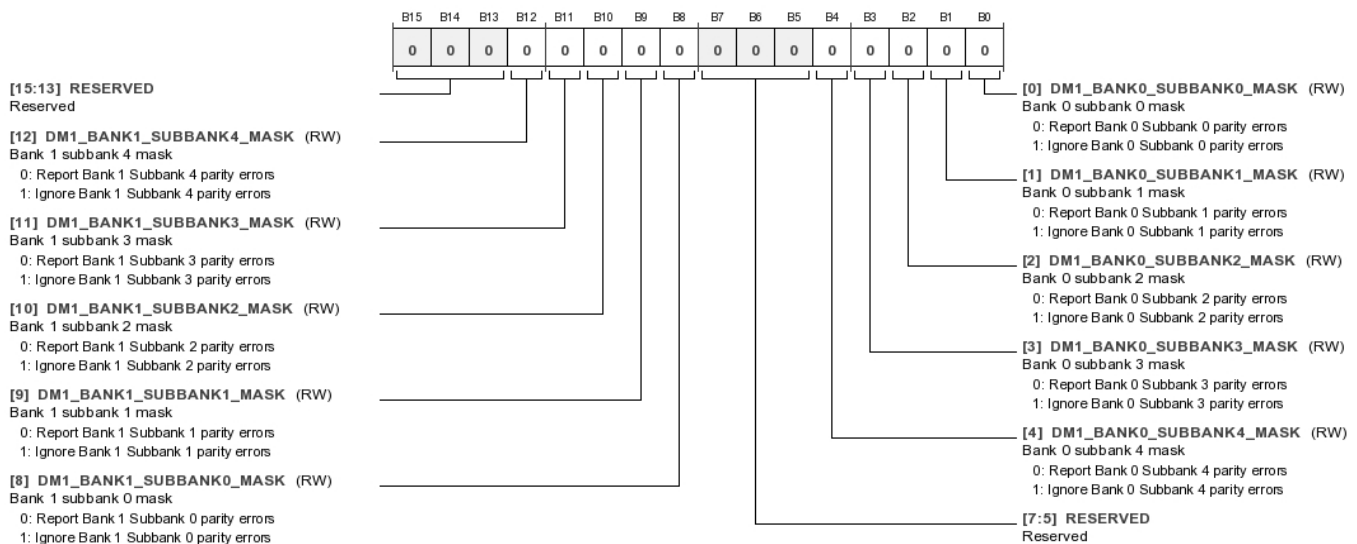 B15 B14 B13 B12 B11 B10 B9 B8 B7 B6 B5 B4 B3 B2 B1 B0
0 0 0 0 0 0 0 0 0 0 0 0 0 0 0 0
[15:13] RESERVED
Reserved
[12] DM1_BANK1_SUBBANK4_MASK (RW)
Bank 1 subbank 4 mask
0: Report Bank 1 Subbank 4 parity errors
1: Ignore Bank 1 Subbank 4 parity errors
[11] DM1_BANK1_SUBBANK3_MASK (RW)
Bank 1 subbank 3 mask
0: Report Bank 1 Subbank 3 parity errors
1: Ignore Bank 1 Subbank 3 parity errors
[10] DM1_BANK1_SUBBANK2_MASK (RW)
Bank 1 subbank 2 mask
0: Report Bank 1 Subbank 2 parity errors
1: Ignore Bank 1 Subbank 2 parity errors
[9] DM1_BANK1_SUBBANK1_MASK (RW)
Bank 1 subbank 1 mask
0: Report Bank 1 Subbank 1 parity errors
1: Ignore Bank 1 Subbank 1 parity errors
[8] DM1_BANK1_SUBBANK0_MASK (RW)
Bank 1 subbank 0 mask
0: Report Bank 1 Subbank 0 parity errors
1: Ignore Bank 1 Subbank 0 parity errors
[0] DM1_BANK0_SUBBANK0_MASK (RW)
Bank 0 subbank 0 mask
0: Report Bank 0 Subbank 0 parity errors
1: Ignore Bank 0 Subbank 0 parity errors
[1] DM1_BANK0_SUBBANK1_MASK (RW)
Bank 0 subbank 1 mask
0: Report Bank 0 Subbank 1 parity errors
1: Ignore Bank 0 Subbank 1 parity errors
[2] DM1_BANK0_SUBBANK2_MASK (RW)
Bank 0 subbank 2 mask
0: Report Bank 0 Subbank 2 parity errors
1: Ignore Bank 0 Subbank 2 parity errors
[3] DM1_BANK0_SUBBANK3_MASK (RW)
Bank 0 subbank 3 mask
0: Report Bank 0 Subbank 3 parity errors
1: Ignore Bank 0 Subbank 3 parity errors
[4] DM1_BANK0_SUBBANK4_MASK (RW)
Bank 0 subbank 4 mask
0: Report Bank 0 Subbank 4 parity errors
1: Ignore Bank 0 Subbank 4 parity errors
[7:5] RESERVED
Reserved